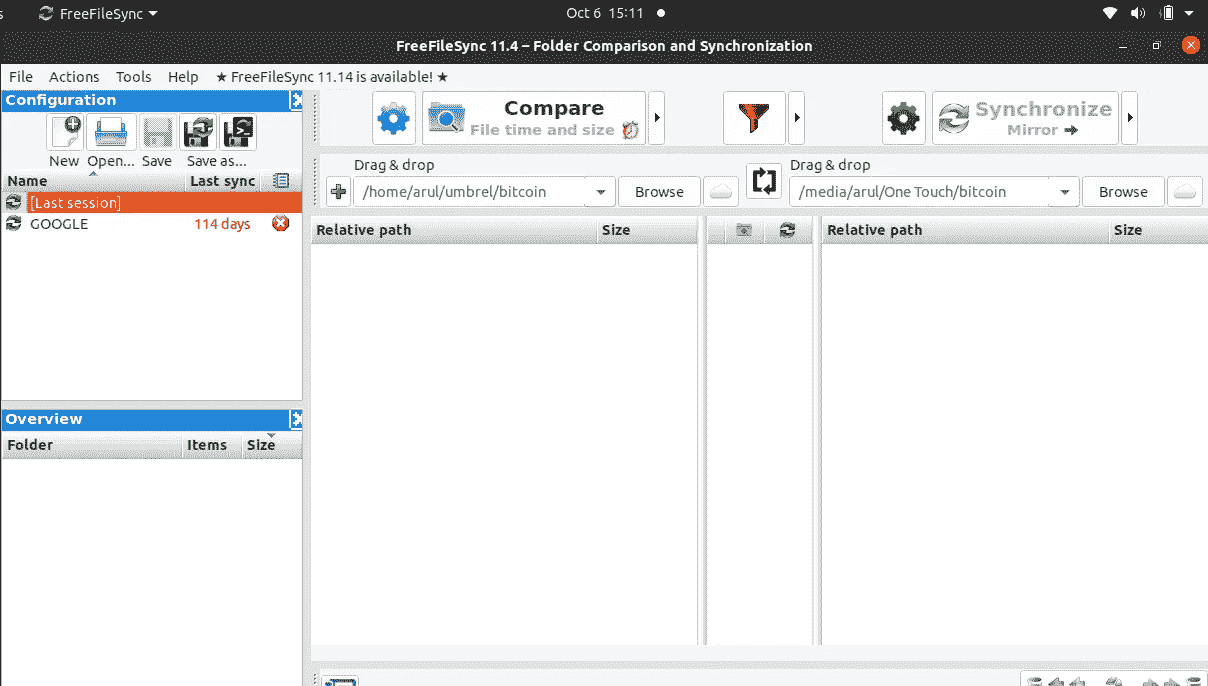 FreeFileSync
Oct 6 15:11
FreeFileSync 11.4 – Folder Comparison and Synchronization
File Actions Tools Help ★ FreeFileSync 11.14 is available! ★
Configuration
New Open... Save Save as...
Name Last sync
[Last session]
GOOGLE 114 days
Overview
Folder Items Size
Compare
File time and size
Synchronize
Mirror ➔
Drag & drop
/home/arul/umbrel/bitcoin Browse
Drag & drop
/media/arul/One Touch/bitcoin Browse
Relative path Size
Relative path Size